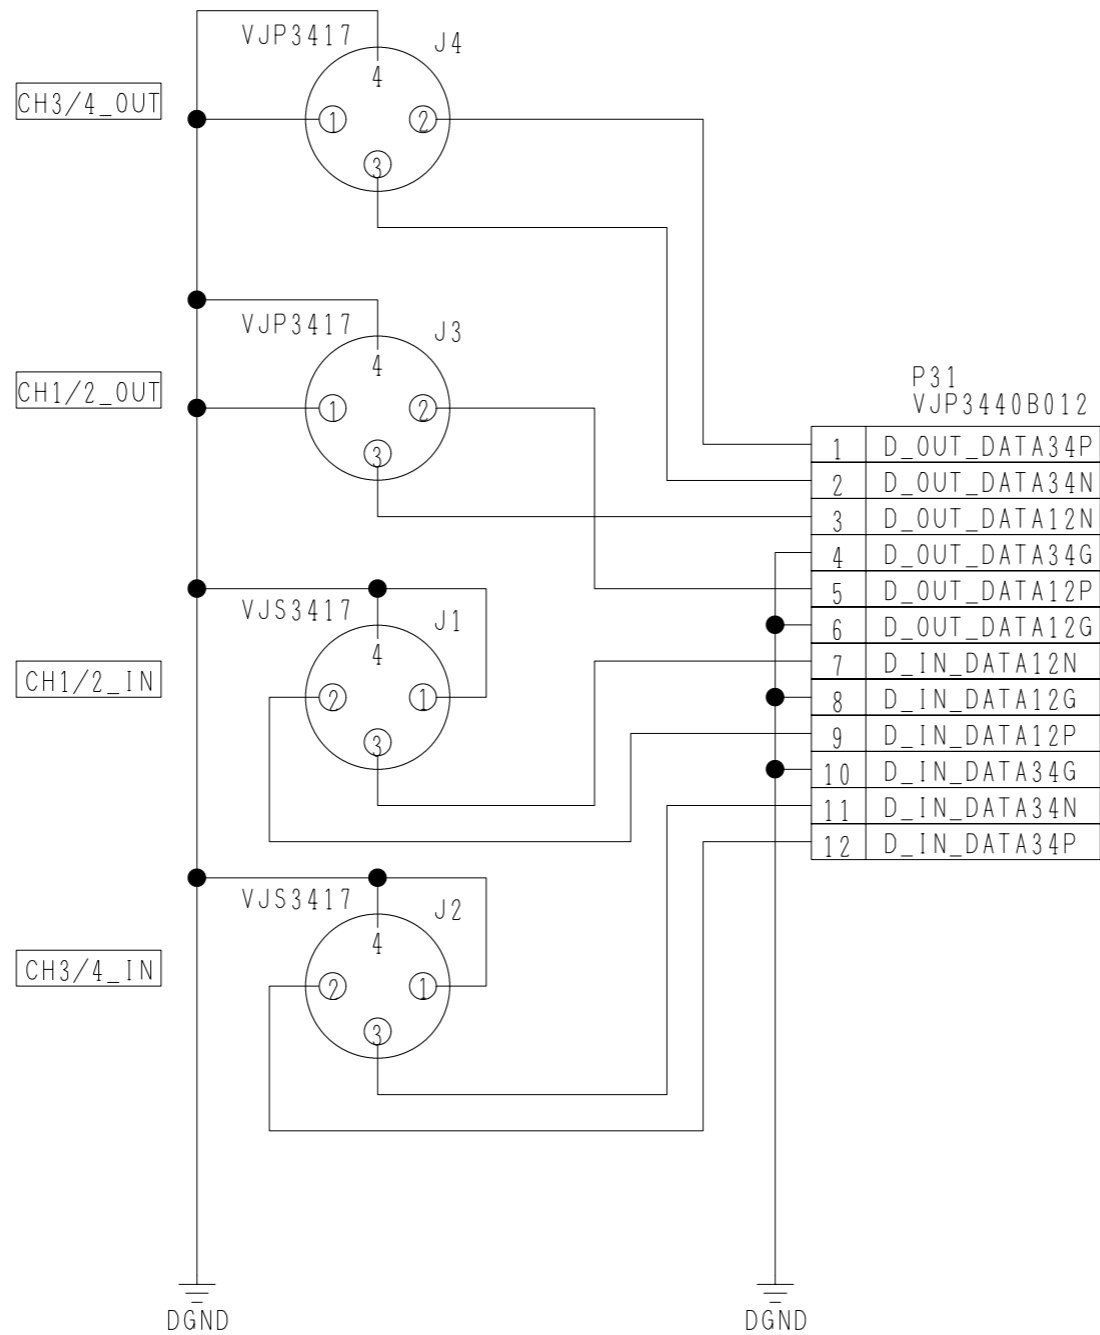 VJP3417 J4
4
CH3/4_OUT
1 2
3
VJP3417 J3
4
CH1/2_OUT
1 2
3
VJS3417 J1
4
CH1/2_IN
2 1
3
VJS3417 J2
4
CH3/4_IN
2 1
3
P31
VJP3440B012
1 D_OUT_DATA34P
2 D_OUT_DATA34N
3 D_OUT_DATA12N
4 D_OUT_DATA34G
5 D_OUT_DATA12P
6 D_OUT_DATA12G
7 D_IN_DATA12N
8 D_IN_DATA12G
9 D_IN_DATA12P
10 D_IN_DATA34G
11 D_IN_DATA34N
12 D_IN_DATA34P
DGND
DGND